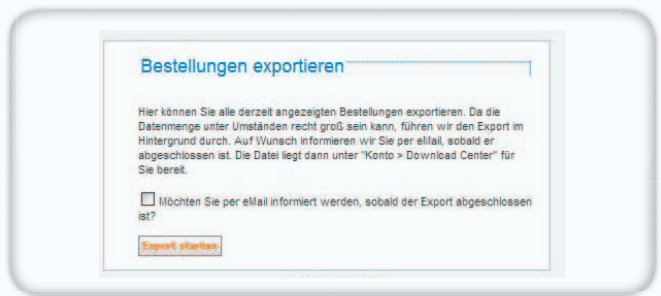 Bestellungen exportieren
Hier können Sie alle derzeit angezeigten Bestellungen exportieren. Da die
Datenmenge unter Umständen recht groß sein kann, führen wir den Export im
Hintergrund durch. Auf Wunsch informieren wir Sie per eMail, sobald er
abgeschlossen ist. Die Datei liegt dann unter "Konto > Download Center" für
Sie bereit.
Möchten Sie per eMail informiert werden, sobald der Export abgeschlossen
ist?
Export starten